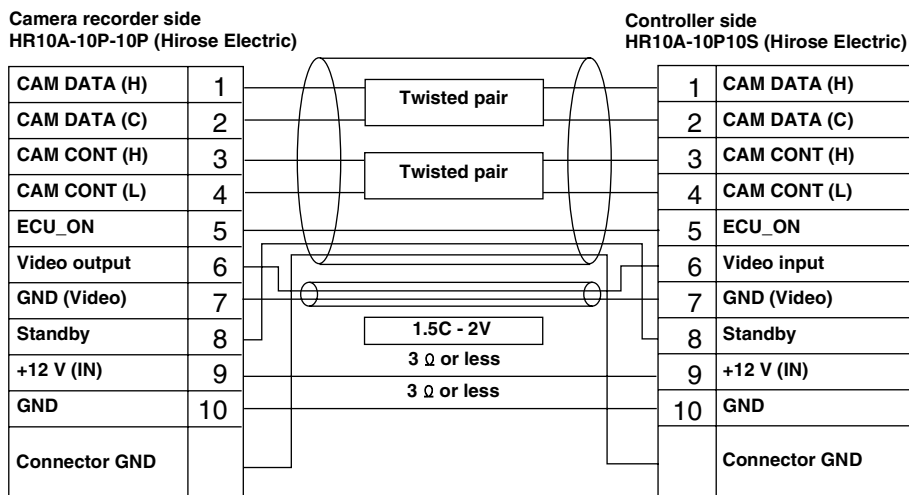 Camera recorder side
HR10A-10P-10P (Hirose Electric)
Controller side
HR10A-10P10S (Hirose Electric)
CAM DATA (H) 1
CAM DATA (C) 2
CAM CONT (H) 3
CAM CONT (L) 4
ECU_ON 5
Video output 6
GND (Video) 7
Standby 8
+12 V (IN) 9
GND 10
Connector GND
Twisted pair
Twisted pair
1.5C - 2V
3 Ω or less
3 Ω or less
1 CAM DATA (H)
2 CAM DATA (C)
3 CAM CONT (H)
4 CAM CONT (L)
5 ECU_ON
6 Video input
7 GND (Video)
8 Standby
9 +12 V (IN)
10 GND
Connector GND